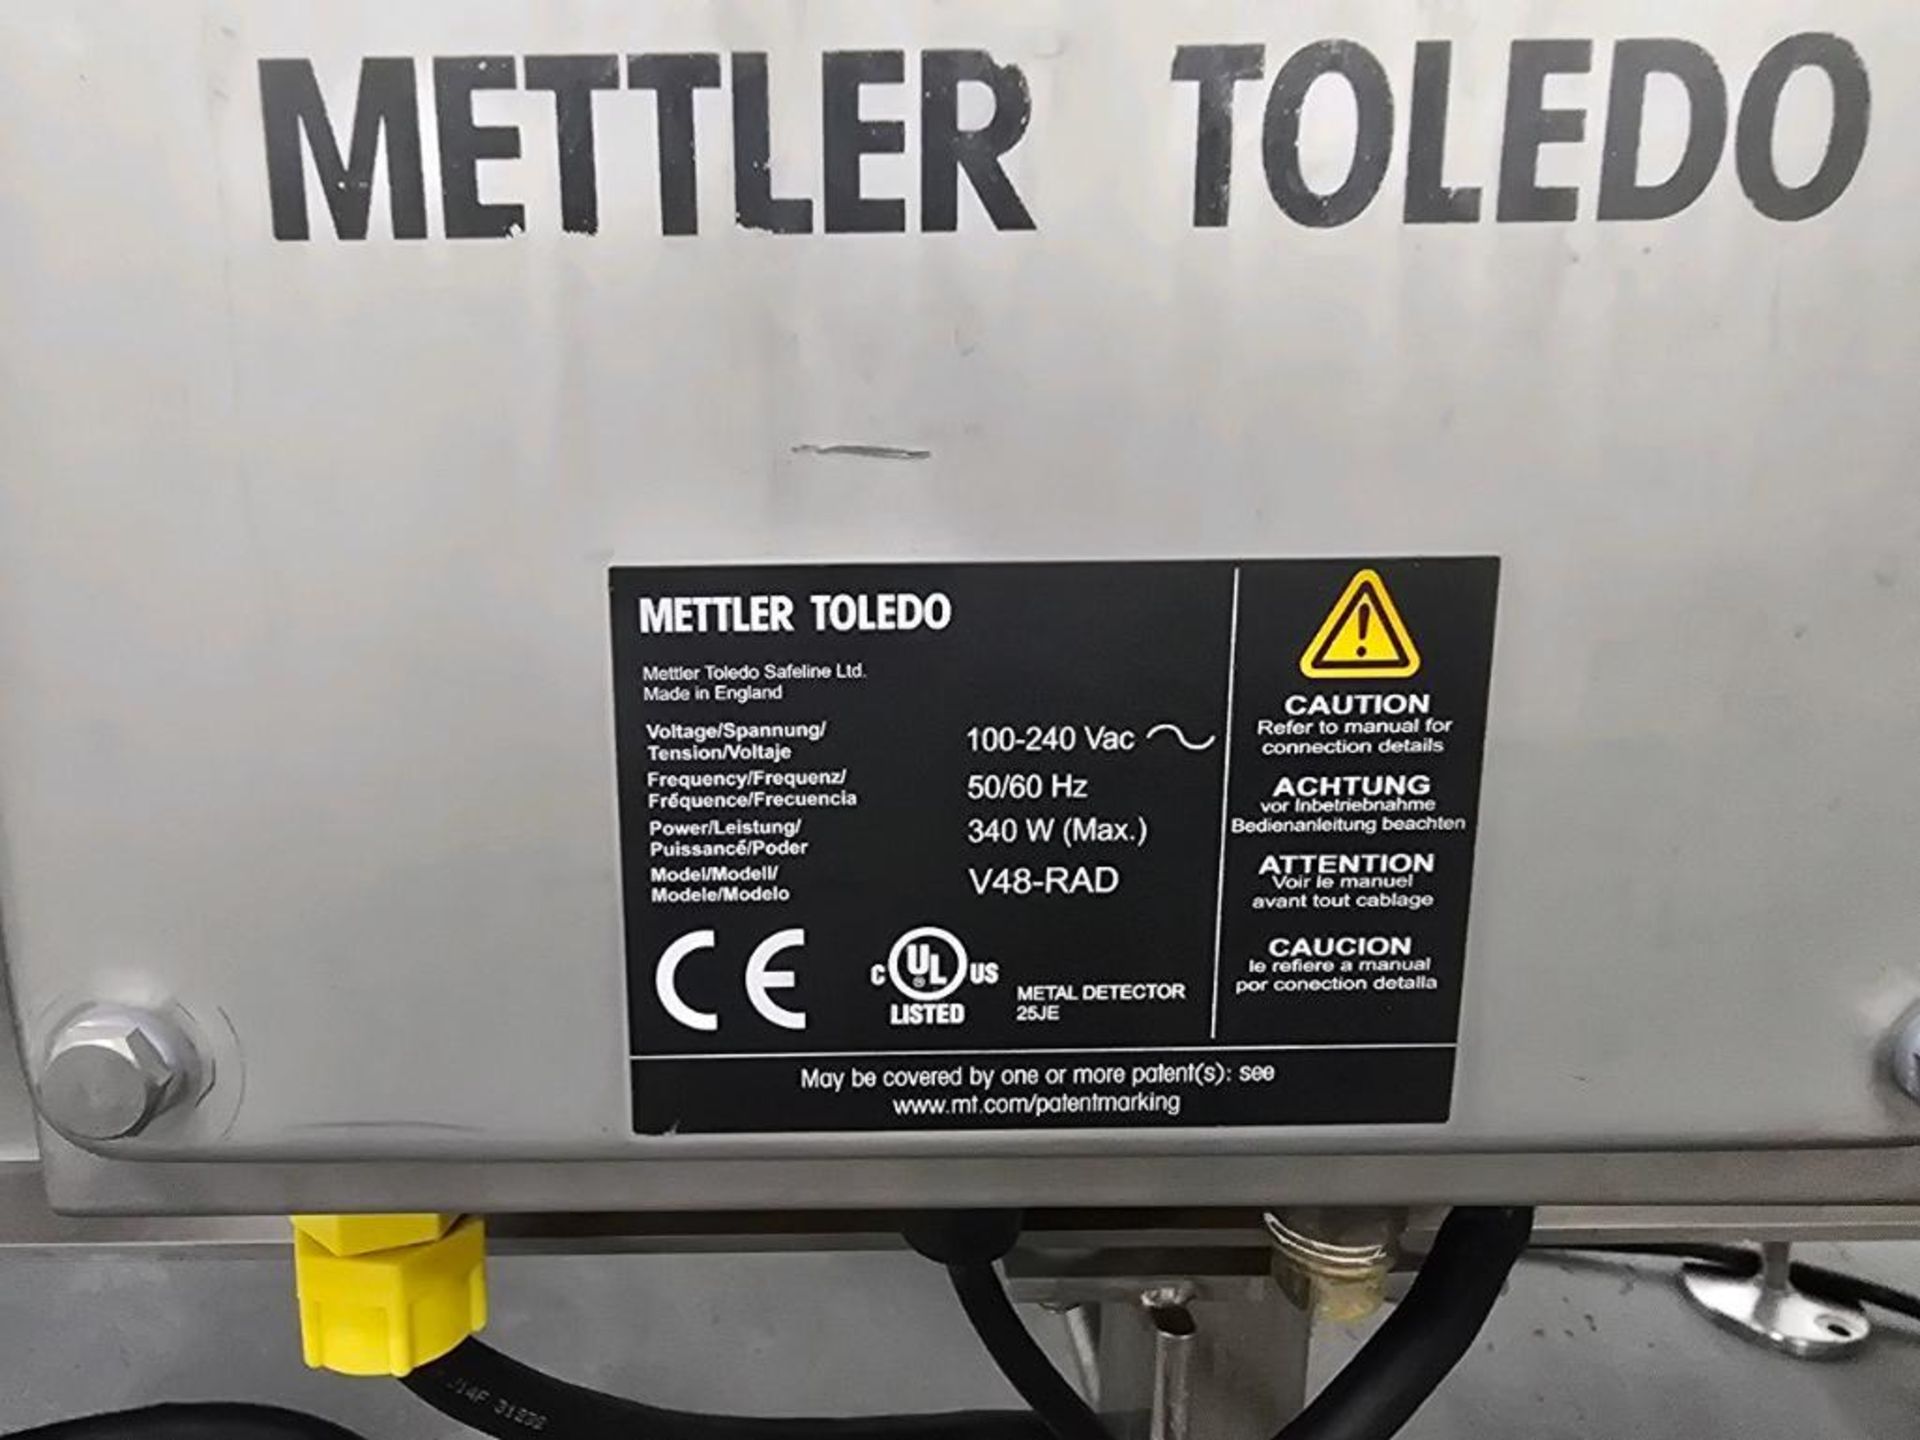 METTLER TOLEDO
METTLER TOLEDO
Mettler Toledo Safeline Ltd.
Made in England
Voltage/Spannung/
Tension/Voltaje
100-240 Vac
Frequency/Frequenz/
Fréquence/Frecuencia
50/60 Hz
Power/Leistung/
Puissancé/Poder
340 W (Max.)
Model/Modell/
Modele/Modelo
V48-RAD
CE
C UL US
LISTED
METAL DETECTOR
25JE
CAUTION
Refer to manual for
connection details
ACHTUNG
vor Inbetriebnahme
Bedienanleitung beachten
ATTENTION
Voir le manuel
avant tout cablage
CAUCION
le refiere a manual
por conection detalla
May be covered by one or more patent(s): see
www.mt.com/patentmarking